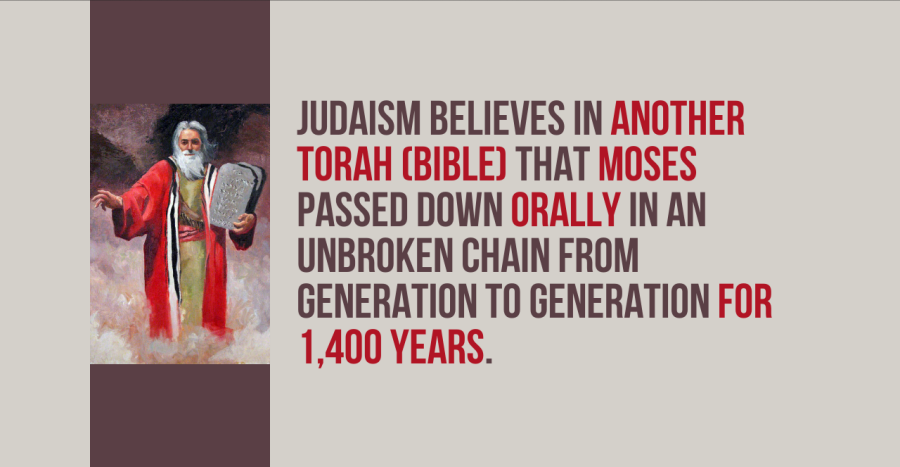 JUDAISM BELIEVES IN ANOTHER
TORAH (BIBLE) THAT MOSES
PASSED DOWN ORALLY IN AN
UNBROKEN CHAIN FROM
GENERATION TO GENERATION FOR
1,400 YEARS.